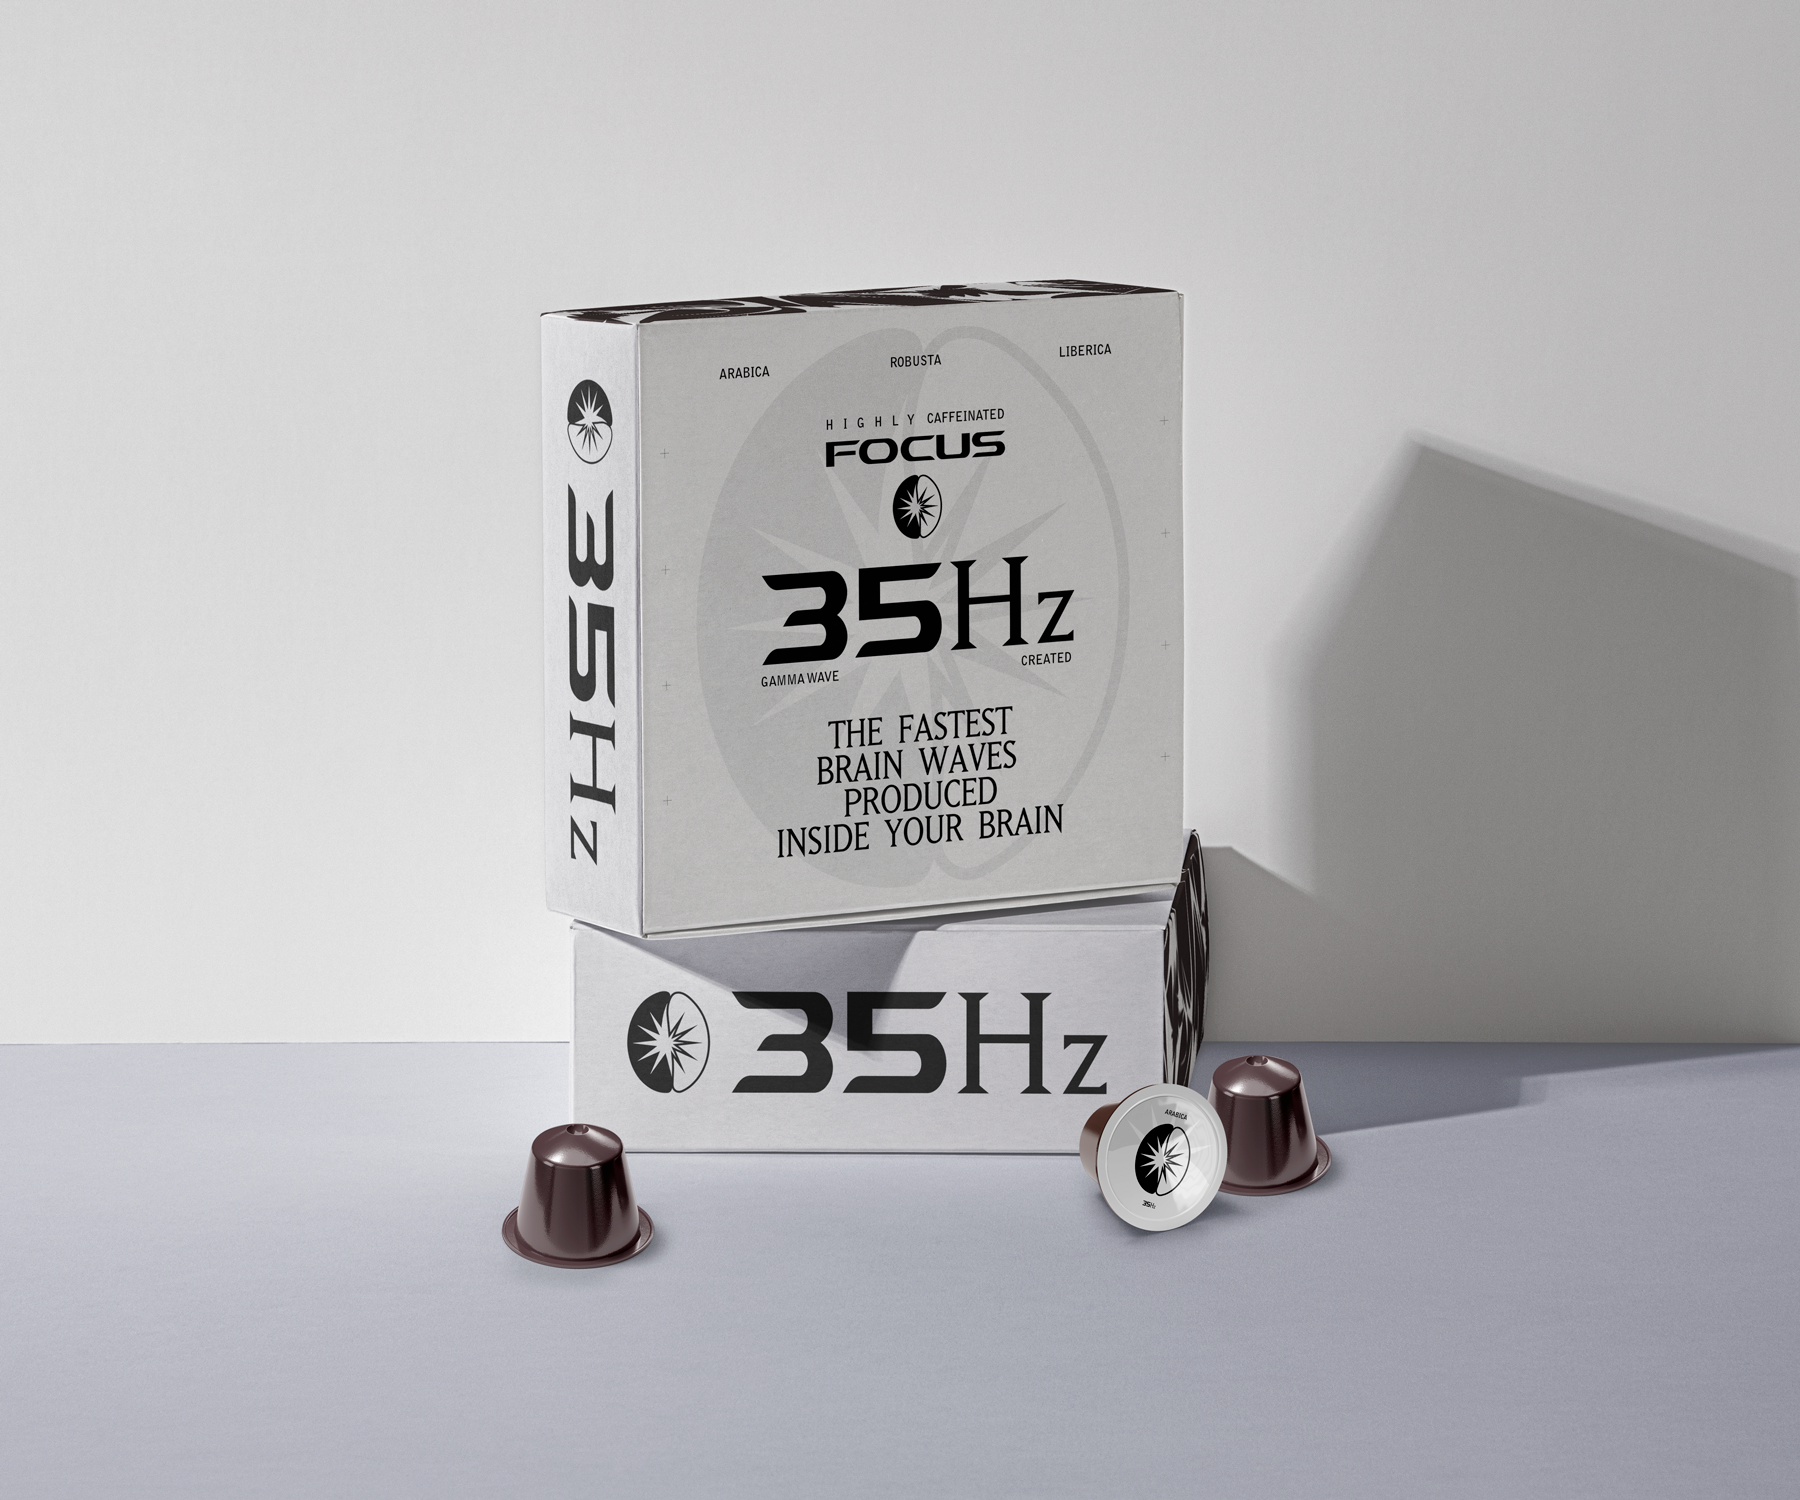 ARABICA ROBUSTA LIBERICA
HIGHLY CAFFEINATED
FOCUS
35Hz
GAMMA WAVE CREATED
THE FASTEST
BRAIN WAVES
PRODUCED
INSIDE YOUR BRAIN
35Hz
35Hz
ARABICA
35Hz